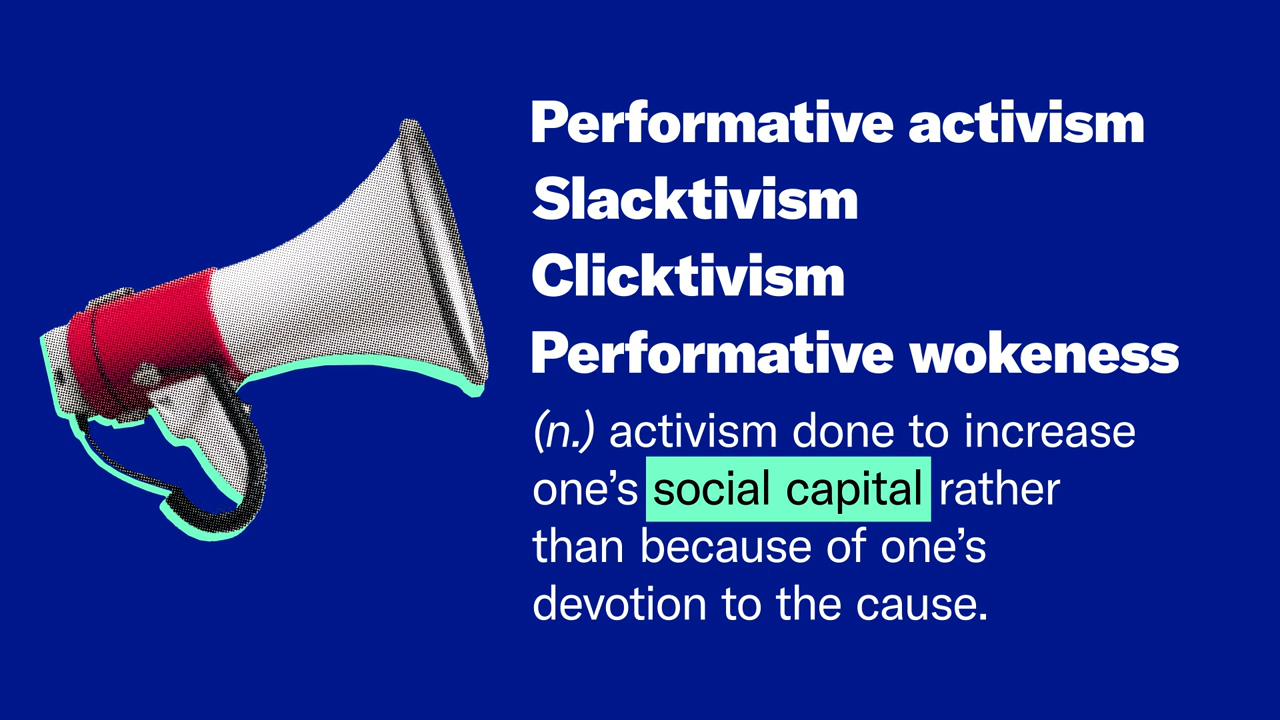 Performative activism
Slacktivism
Clicktivism
Performative wokeness
(n.) activism done to increase
one’s social capital rather
than because of one’s
devotion to the cause.